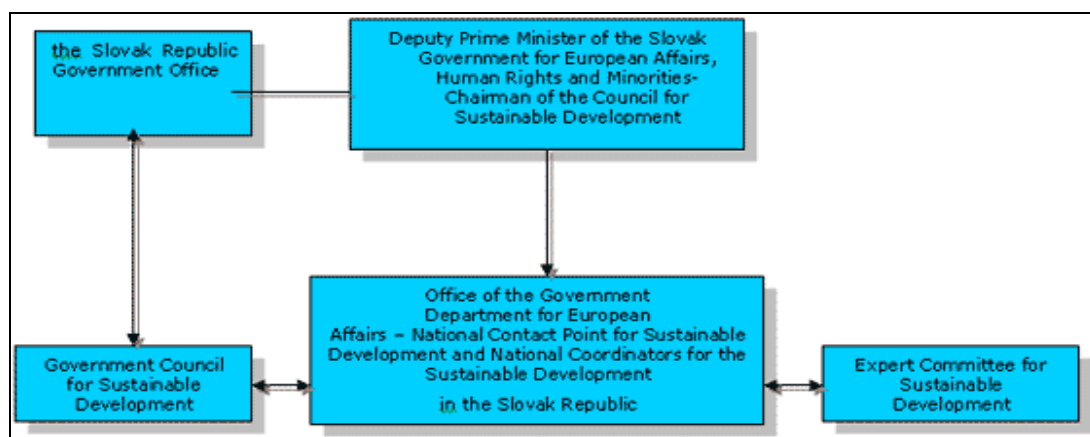 the Slovak Republic
Government Office
Deputy Prime Minister of the Slovak
Government for European Affairs,
Human Rights and Minorities-
Chairman of the Council for
Sustainable Development
Office of the Government
Department for European
Affairs – National Contact Point for Sustainable
Development and National Coordinators for the
Sustainable Development
in the Slovak Republic
Government Council
for Sustainable
Development
Expert Committee for
Sustainable
Development